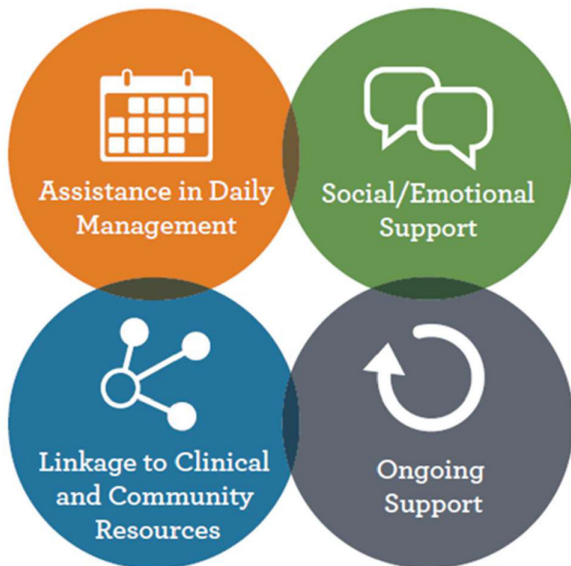 Assistance in Daily
Management
Social/Emotional
Support
Linkage to Clinical
and Community
Resources
Ongoing
Support